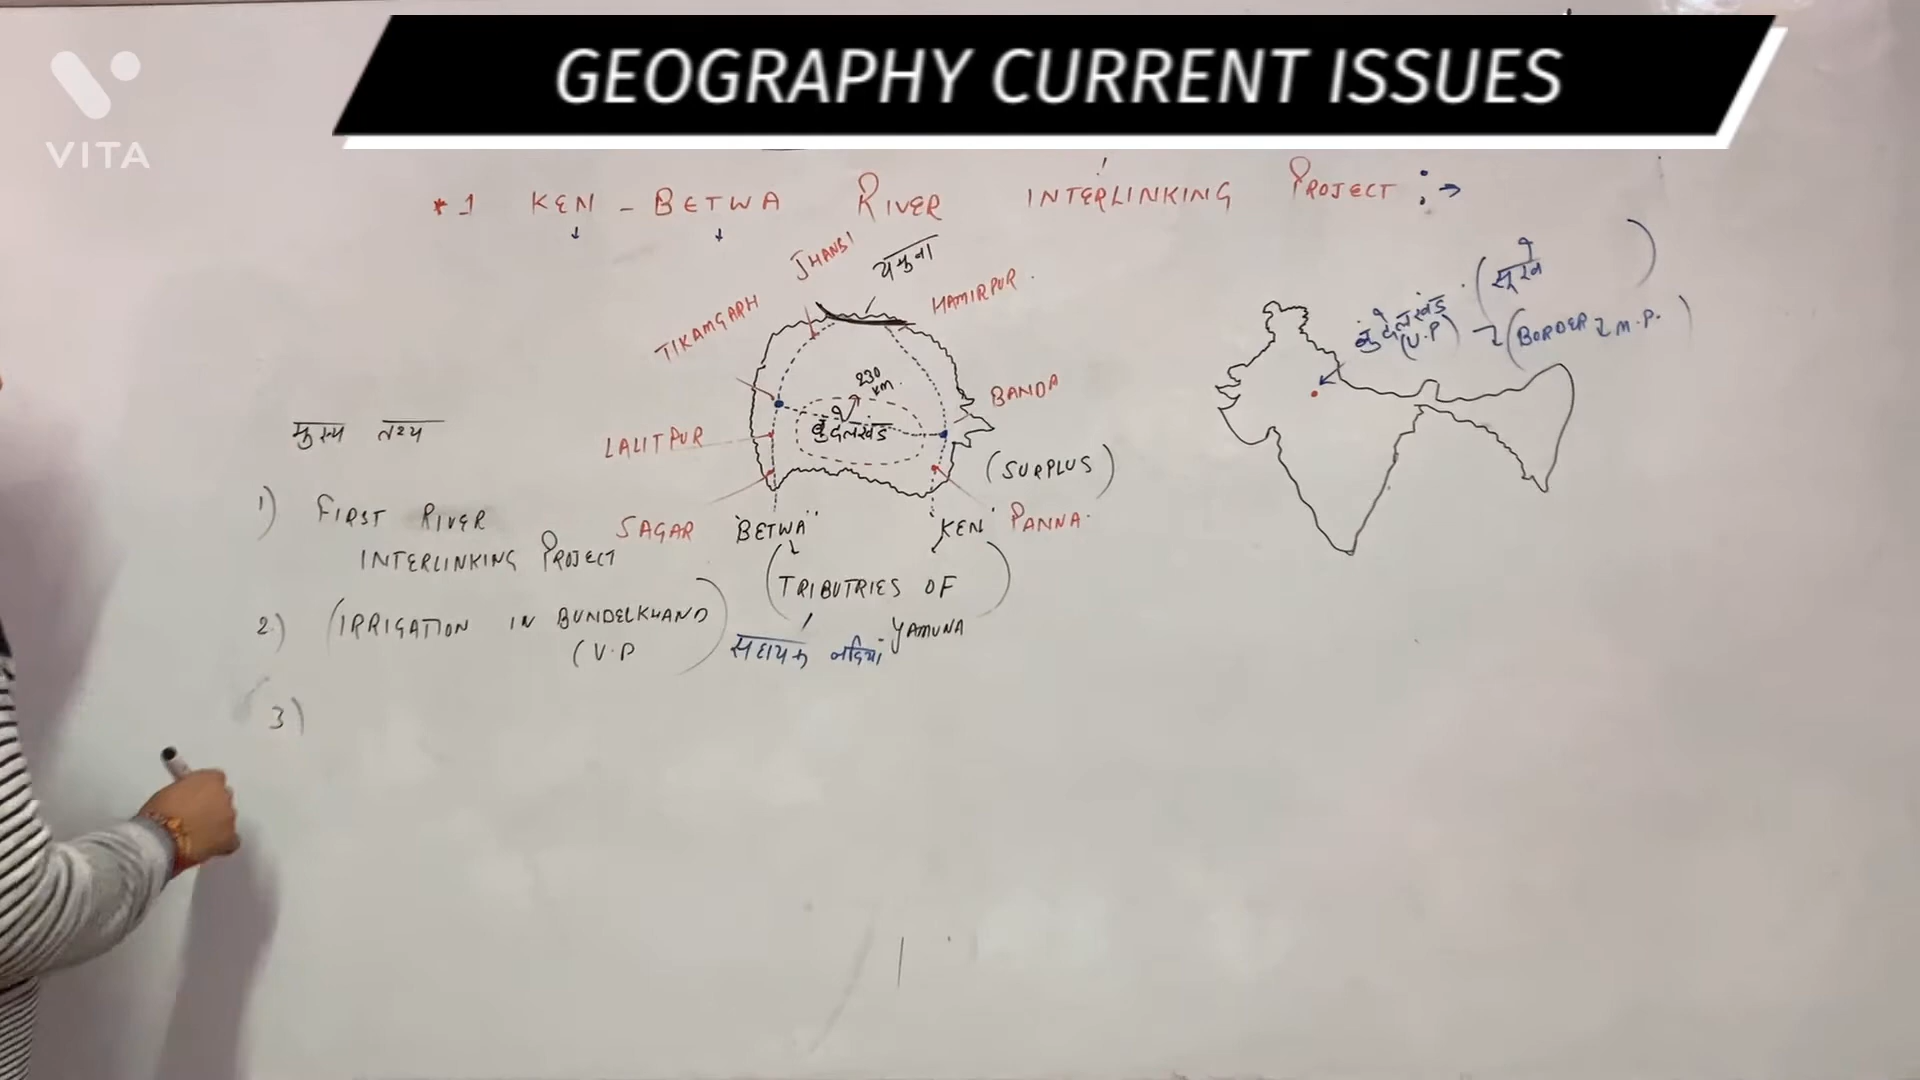 GEOGRAPHY CURRENT ISSUES
VITA
*1 KEN - BETWA RIVER INTERLINKING PROJECT :→
JHANSI
यमुना
HAMIRPUR
TIKAMGARH
BANDA
230 km.
बुंदेलखंड
LALITPUR
(SURPLUS)
SAGAR
"BETWA"
"KEN"
PANNA
(TRIBUTRIES OF YAMUNA)
सहायक नदियां
बुंदेलखंड (U.P)
(सूखा)
(BORDER M.P.)
मुख्य तथ्य
1) FIRST RIVER
INTERLINKING PROJECT
2) (IRRIGATION IN BUNDELKHAND)
(U.P
3)